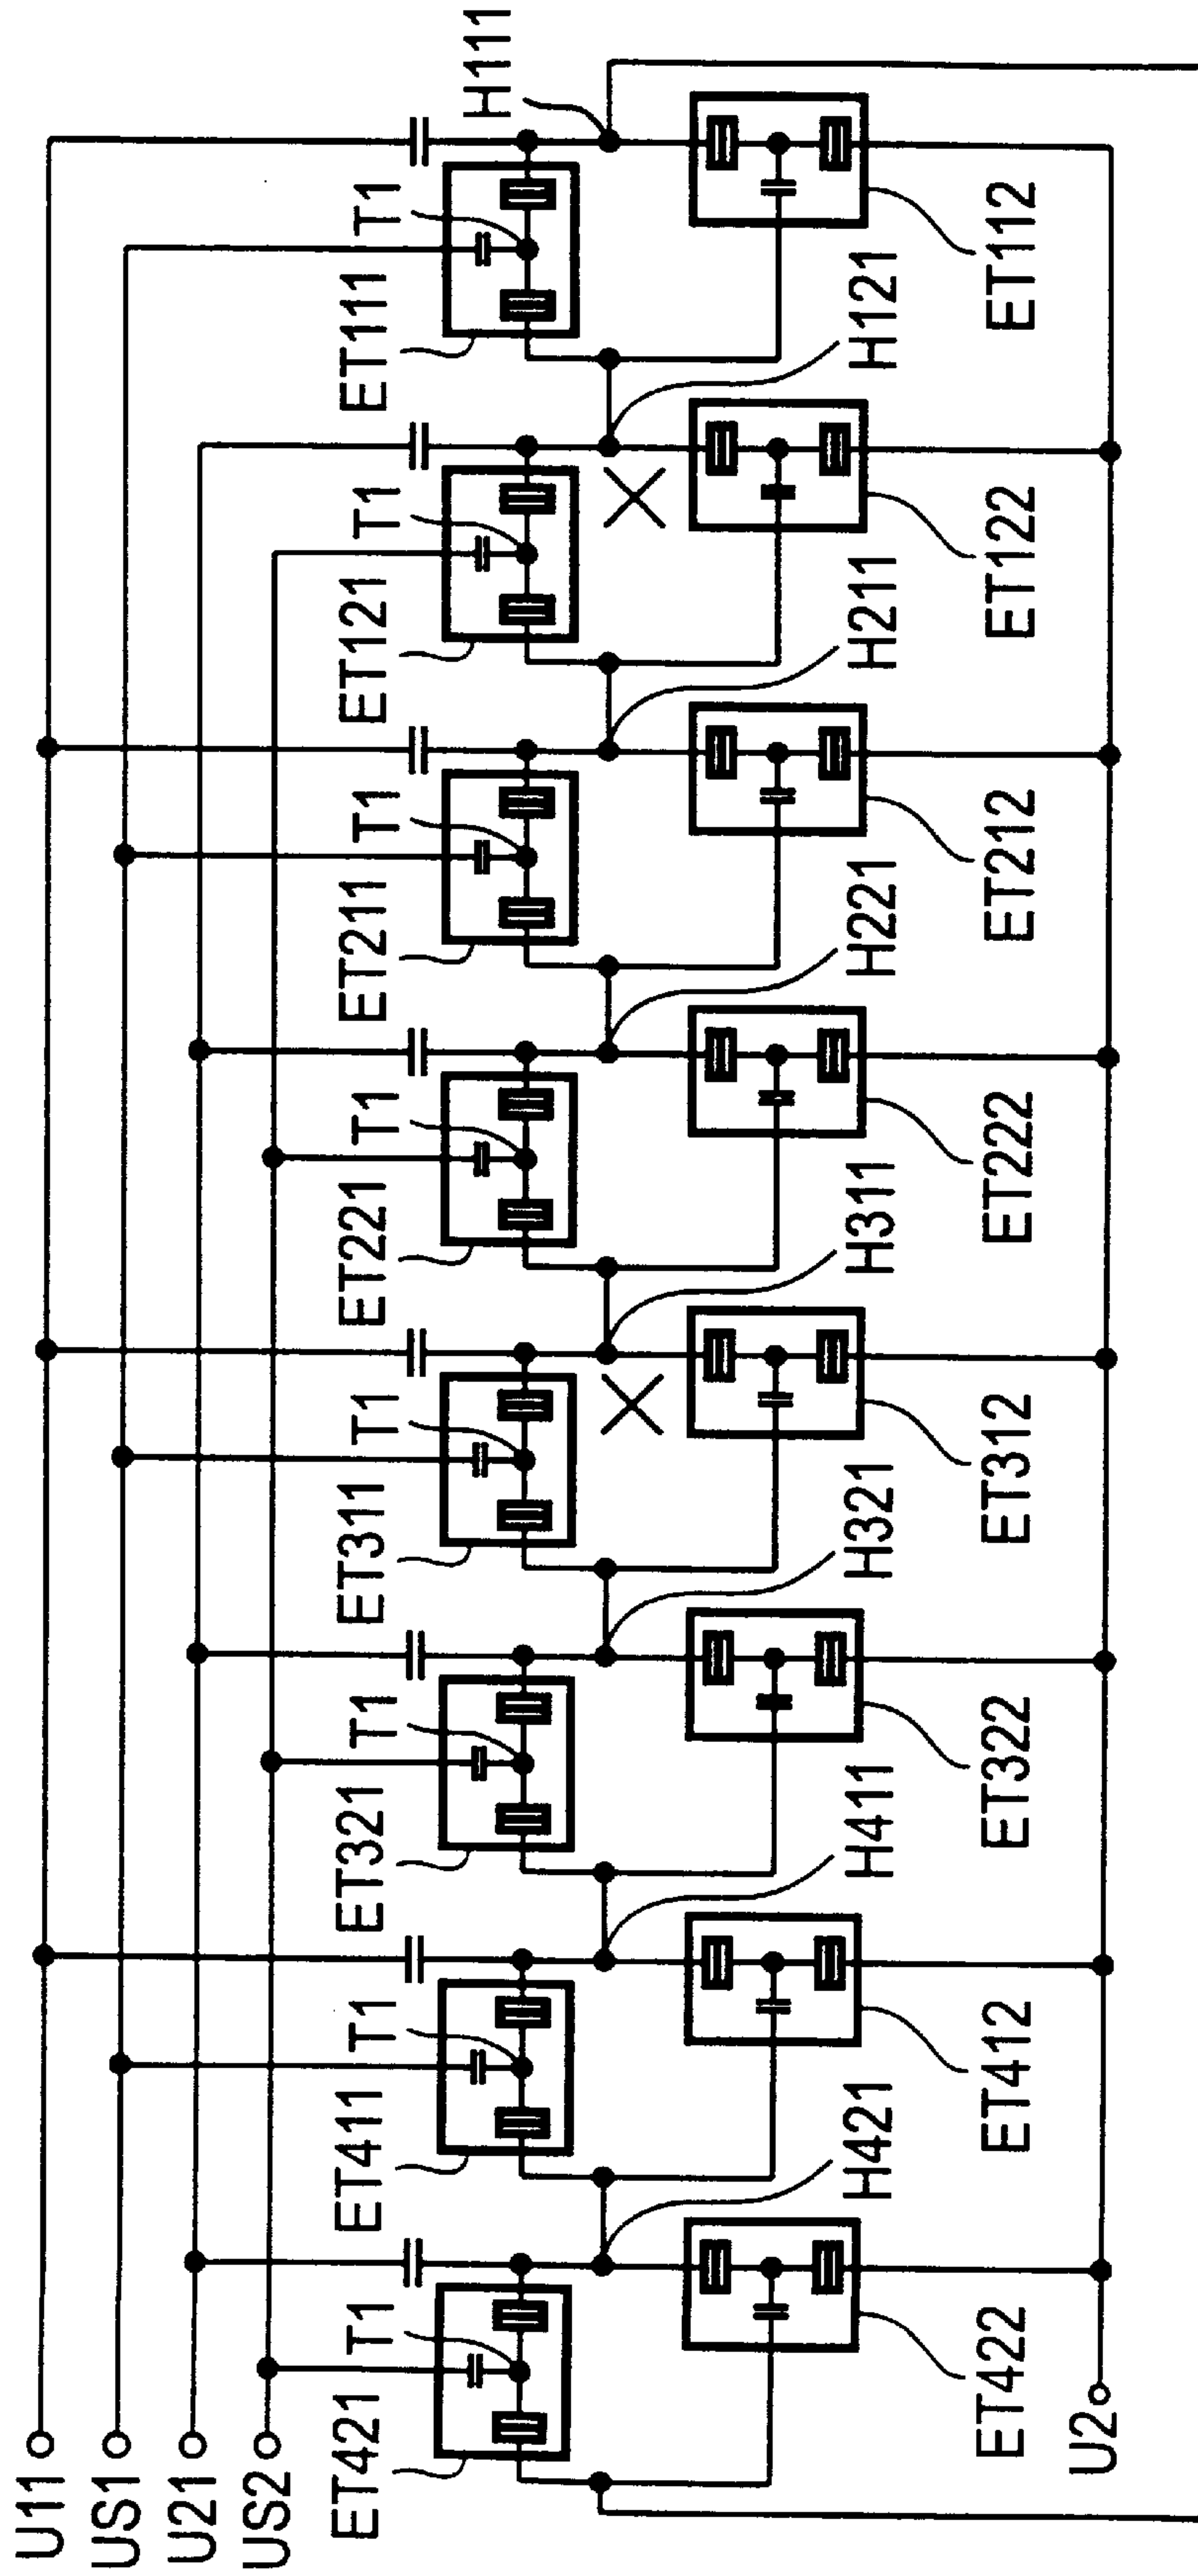 U11
US1
U21
US2
ET421
T1
ET411
T1
ET321
T1
ET311
T1
ET221
T1
ET211
T1
ET121
T1
ET111
T1
H111
H421
H411
H321
H311
H221
H211
H121
ET422
ET412
ET322
ET312
ET222
ET212
ET122
ET112
U2